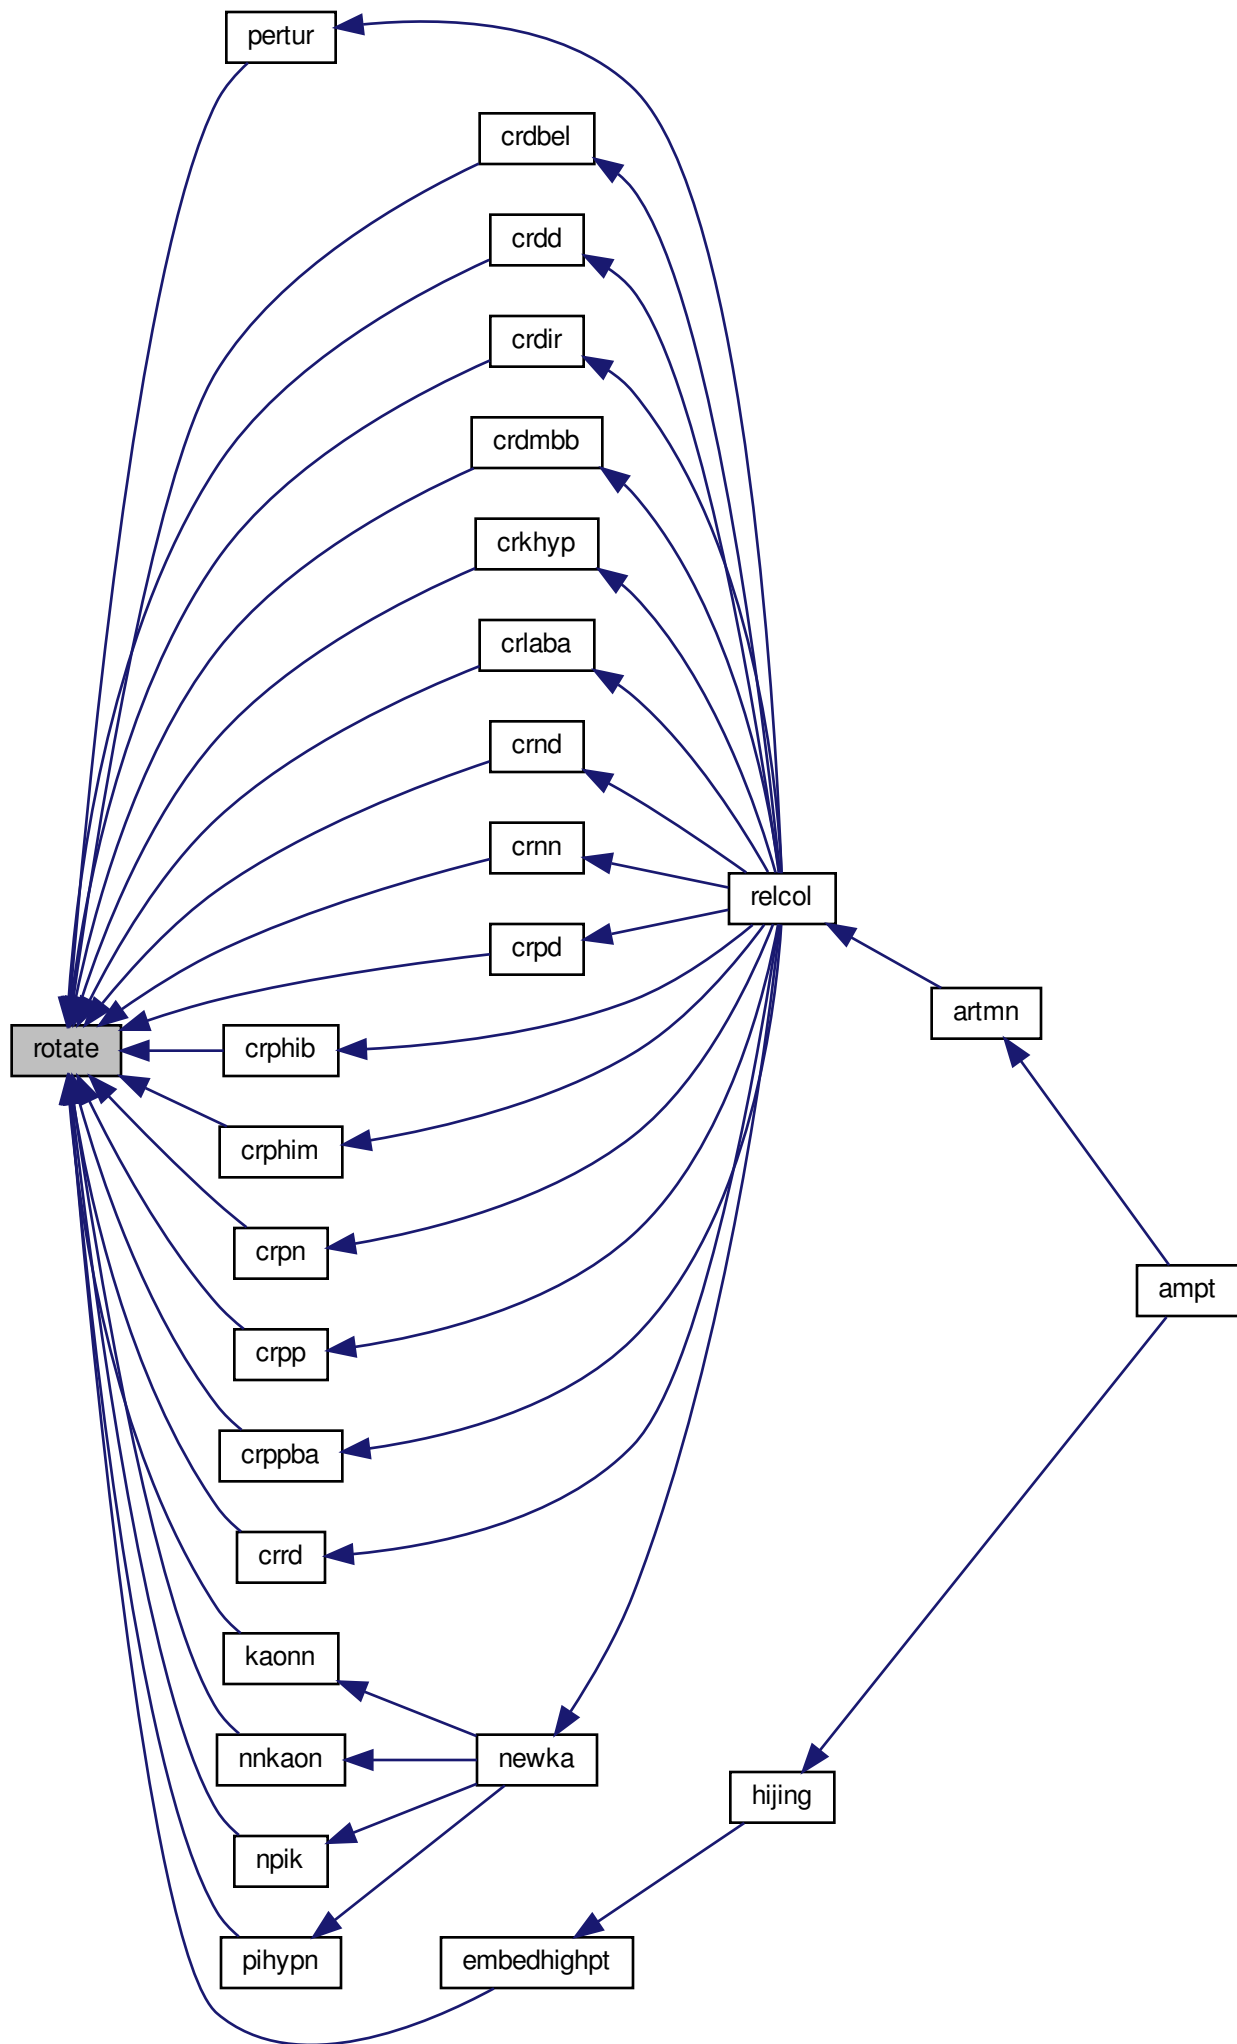 pertur
crdbel
crdd
crdir
crdmbb
crkhyp
crlaba
crnd
crnn
relcol
crpd
artmn
rotate
crphib
crphim
crpn
ampt
crpp
crppba
crrd
kaonn
nnkaon
newka
hijing
npik
pihypn
embedhighpt